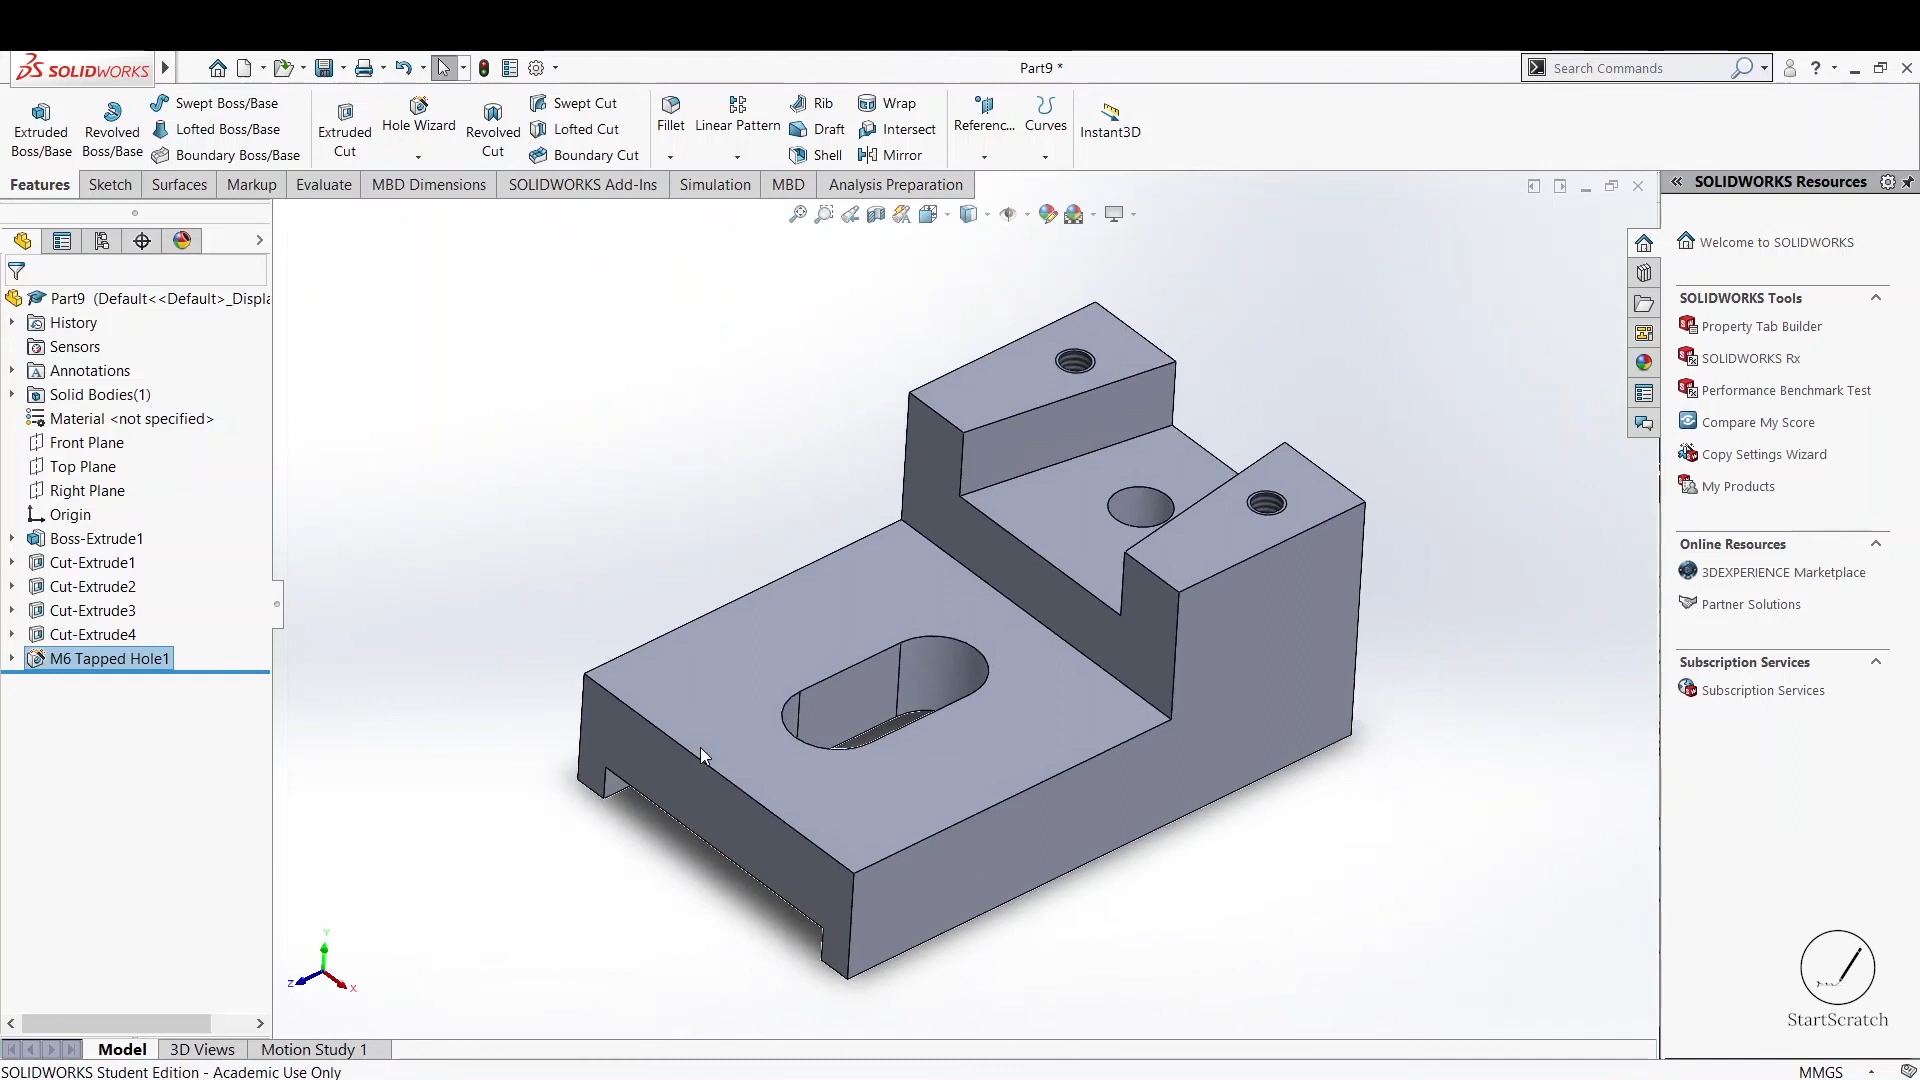 SOLIDWORKS
Part9 *
Search Commands
Extruded Boss/Base
Revolved Boss/Base
Swept Boss/Base
Lofted Boss/Base
Boundary Boss/Base
Extruded Cut
Hole Wizard
Revolved Cut
Swept Cut
Lofted Cut
Boundary Cut
Fillet
Linear Pattern
Rib
Draft
Shell
Wrap
Intersect
Mirror
Referenc...
Curves
Instant3D
Features
Sketch
Surfaces
Markup
Evaluate
MBD Dimensions
SOLIDWORKS Add-Ins
Simulation
MBD
Analysis Preparation
Part9 (Default<<Default>_Displa
History
Sensors
Annotations
Solid Bodies(1)
Material <not specified>
Front Plane
Top Plane
Right Plane
Origin
Boss-Extrude1
Cut-Extrude1
Cut-Extrude2
Cut-Extrude3
Cut-Extrude4
M6 Tapped Hole1
Y
Z
X
SOLIDWORKS Resources
Welcome to SOLIDWORKS
SOLIDWORKS Tools
Property Tab Builder
SOLIDWORKS Rx
Performance Benchmark Test
Compare My Score
Copy Settings Wizard
My Products
Online Resources
3DEXPERIENCE Marketplace
Partner Solutions
Subscription Services
Subscription Services
StartScratch
Model
3D Views
Motion Study 1
SOLIDWORKS Student Edition - Academic Use Only
MMGS